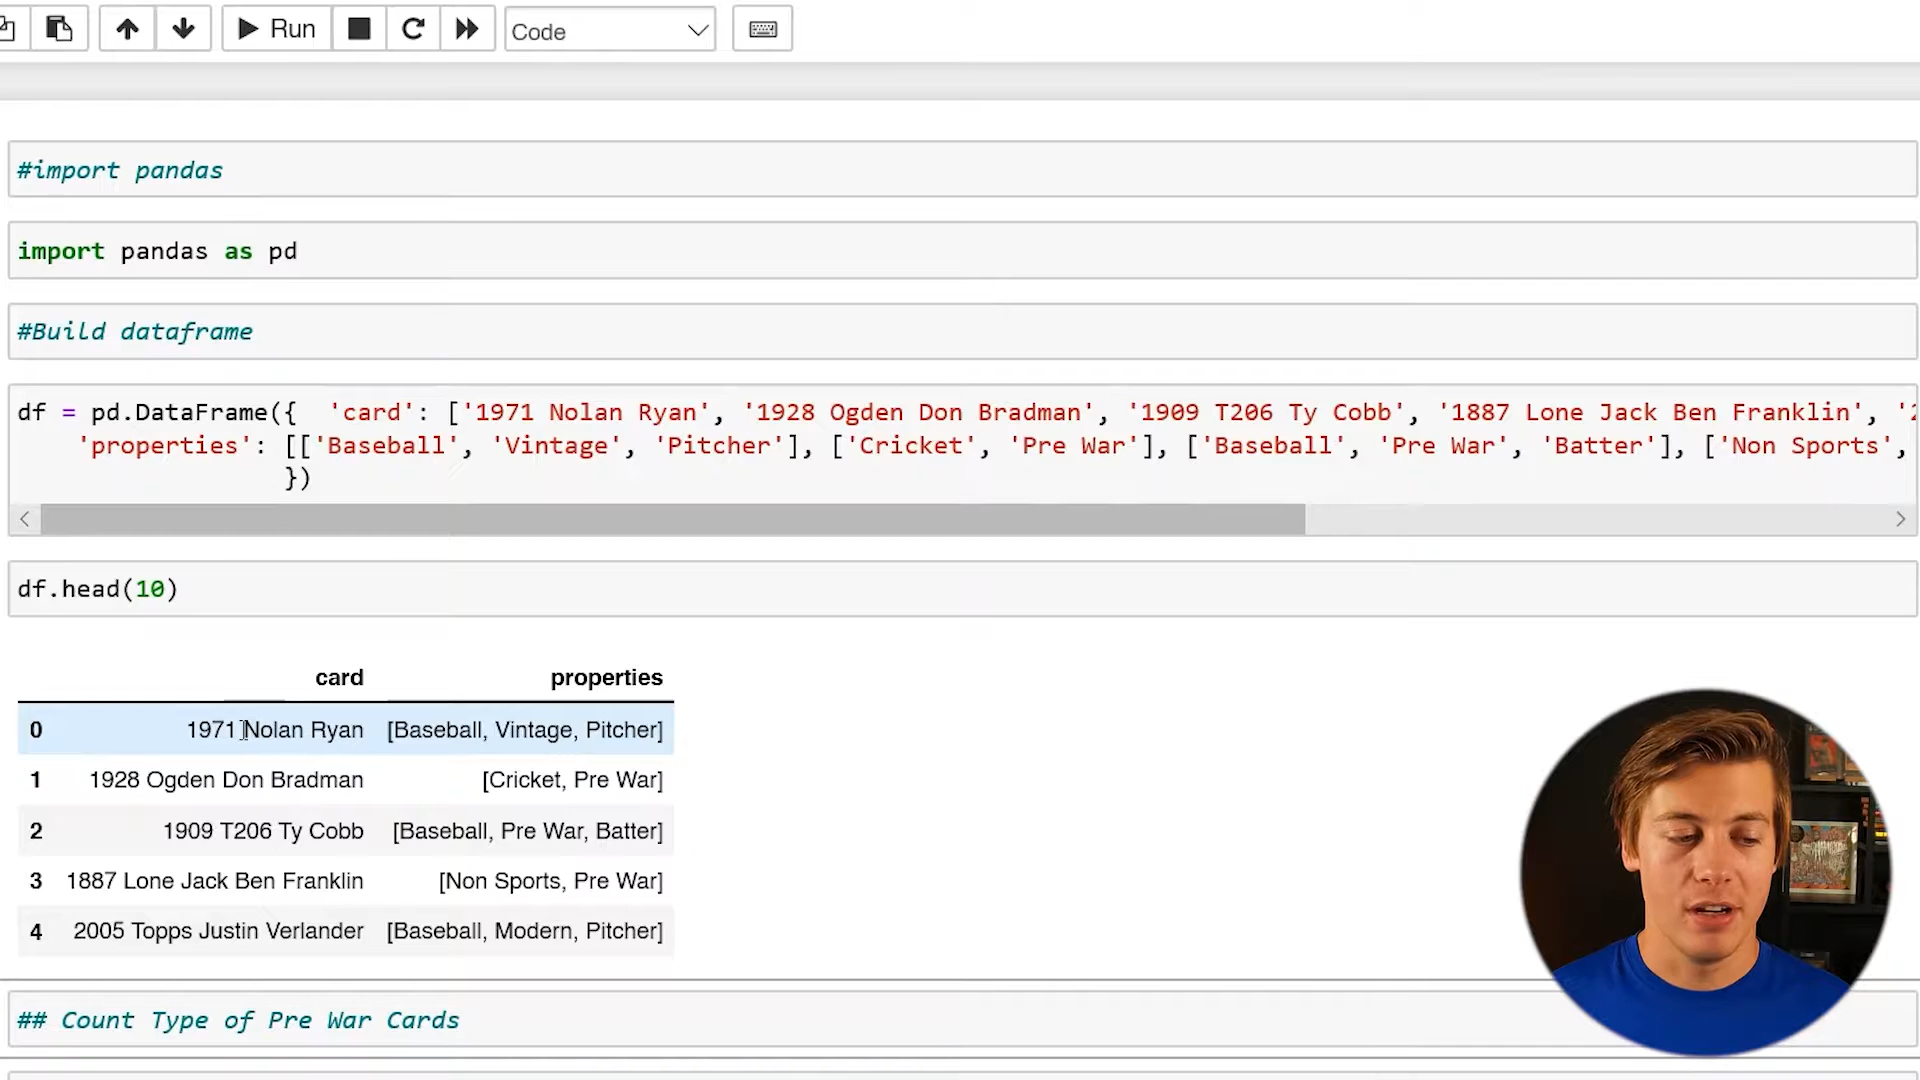 Run Code
#import pandas
import pandas as pd
#Build dataframe
df = pd.DataFrame({  'card': ['1971 Nolan Ryan', '1928 Ogden Don Bradman', '1909 T206 Ty Cobb', '1887 Lone Jack Ben Franklin', '2
'properties': [['Baseball', 'Vintage', 'Pitcher'], ['Cricket', 'Pre War'], ['Baseball', 'Pre War', 'Batter'], ['Non Sports',
})
df.head(10)
card properties
0 1971 Nolan Ryan [Baseball, Vintage, Pitcher]
1 1928 Ogden Don Bradman [Cricket, Pre War]
2 1909 T206 Ty Cobb [Baseball, Pre War, Batter]
3 1887 Lone Jack Ben Franklin [Non Sports, Pre War]
4 2005 Topps Justin Verlander [Baseball, Modern, Pitcher]
## Count Type of Pre War Cards